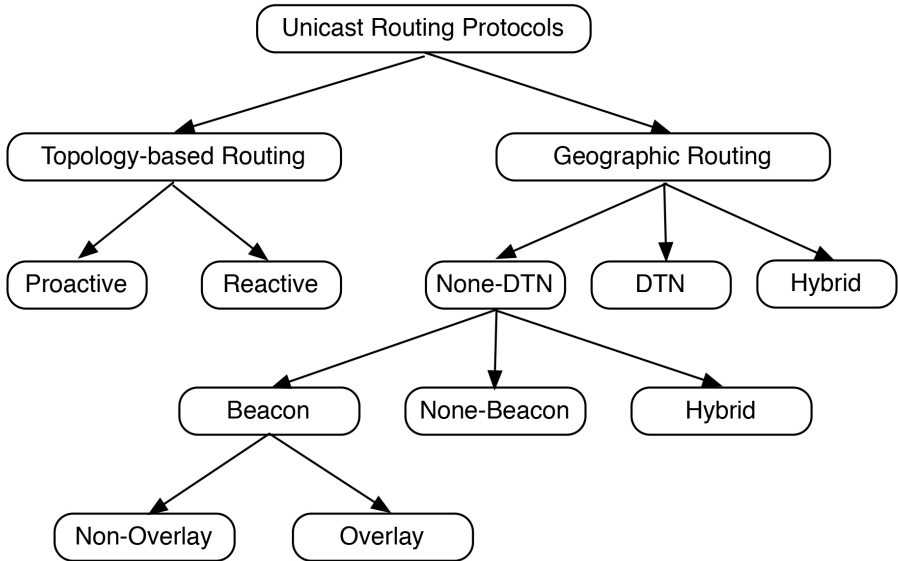 Unicast Routing Protocols
Topology-based Routing
Geographic Routing
Proactive
Reactive
None-DTN
DTN
Hybrid
Beacon
None-Beacon
Hybrid
Non-Overlay
Overlay